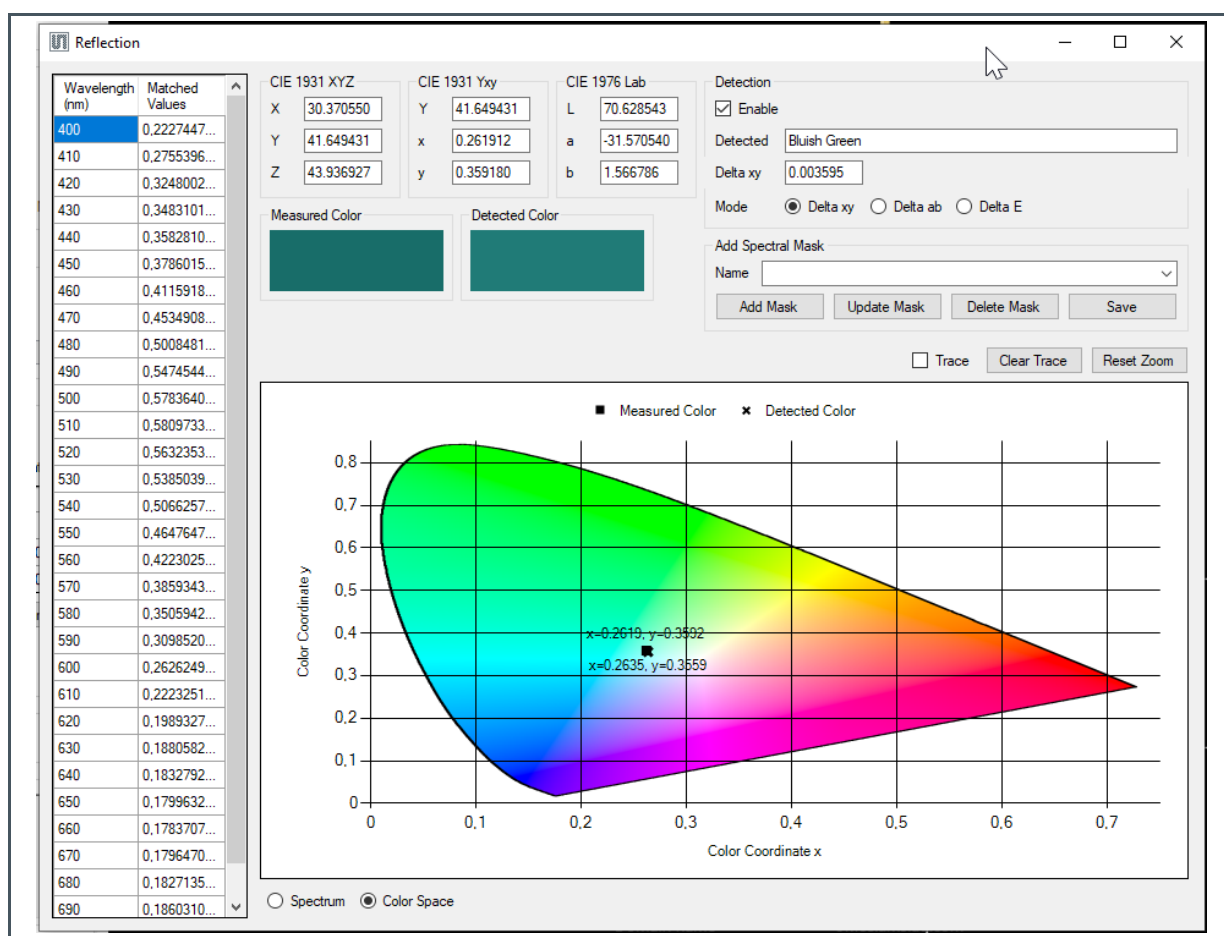 Reflection
Wavelength (nm) Matched Values
400 0,2227447...
410 0,2755396...
420 0,3248002...
430 0,3483101...
440 0,3582810...
450 0,3786015...
460 0,4115918...
470 0,4534908...
480 0,5008481...
490 0,5474544...
500 0,5783640...
510 0,5809733...
520 0,5632353...
530 0,5385039...
540 0,5066257...
550 0,4647647...
560 0,4223025...
570 0,3859343...
580 0,3505942...
590 0,3098520...
600 0,2626249...
610 0,2223251...
620 0,1989327...
630 0,1880582...
640 0,1832792...
650 0,1799632...
660 0,1783707...
670 0,1796470...
680 0,1827135...
690 0,1860310...
CIE 1931 XYZ
X 30.370550
Y 41.649431
Z 43.936927
CIE 1931 Yxy
Y 41.649431
x 0.261912
y 0.359180
CIE 1976 Lab
L 70.628543
a -31.570540
b 1.566786
Detection
Enable
Detected Bluish Green
Delta xy 0.003595
Mode Delta xy Delta ab Delta E
Measured Color
Detected Color
Add Spectral Mask
Name
Add Mask Update Mask Delete Mask Save
Trace Clear Trace Reset Zoom
Measured Color Detected Color
Color Coordinate y
0,8
0,7
0,6
0,5
0,4
0,3
0,2
0,1
0
x=0.2619, y=0.3592
x=0.2635, y=0.3559
0 0,1 0,2 0,3 0,4 0,5 0,6 0,7
Color Coordinate x
Spectrum Color Space